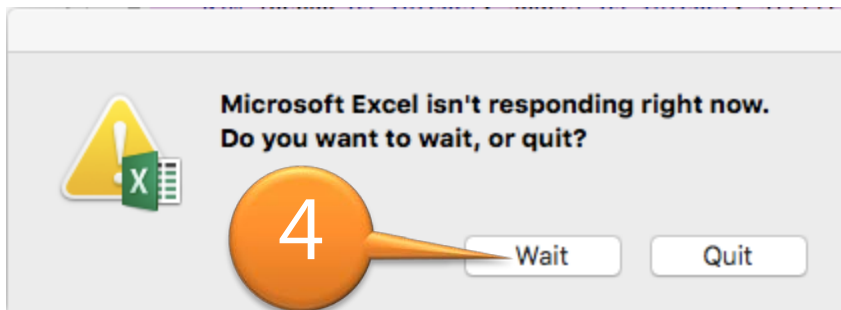 Microsoft Excel isn't responding right now.
Do you want to wait, or quit?
X
4
Wait
Quit